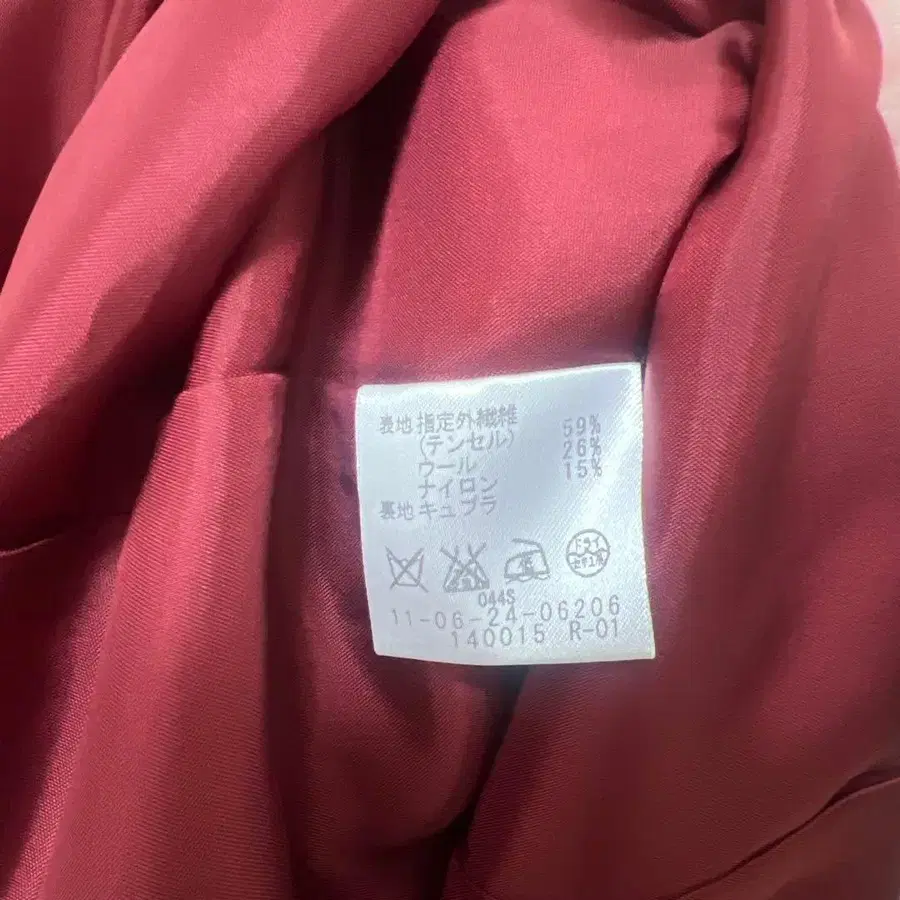 表地 指定外繊維
(テンセル) 59%
ウール 26%
ナイロン 15%
裏地 キュプラ
低 ドライ
セキユ系
044S
11-06-24-06206
140015 R-01